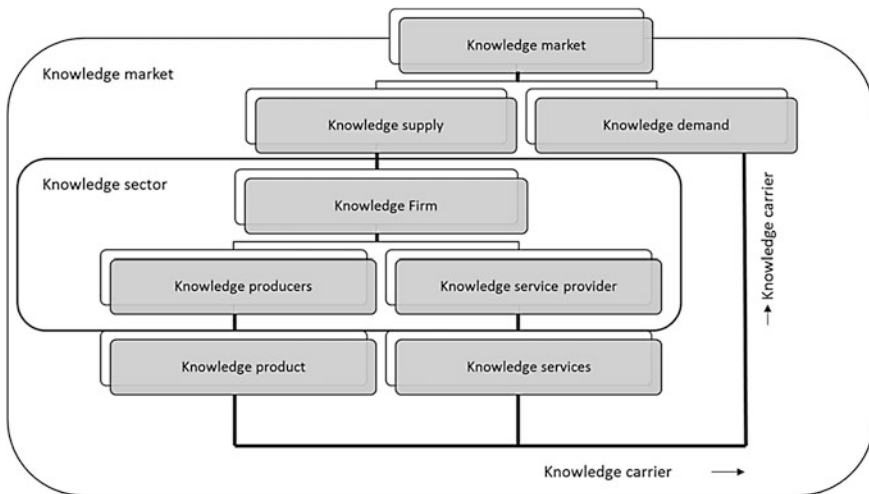 Knowledge market
Knowledge market
Knowledge supply
Knowledge demand
Knowledge sector
Knowledge Firm
Knowledge carrier
Knowledge producers
Knowledge service provider
Knowledge product
Knowledge services
Knowledge carrier